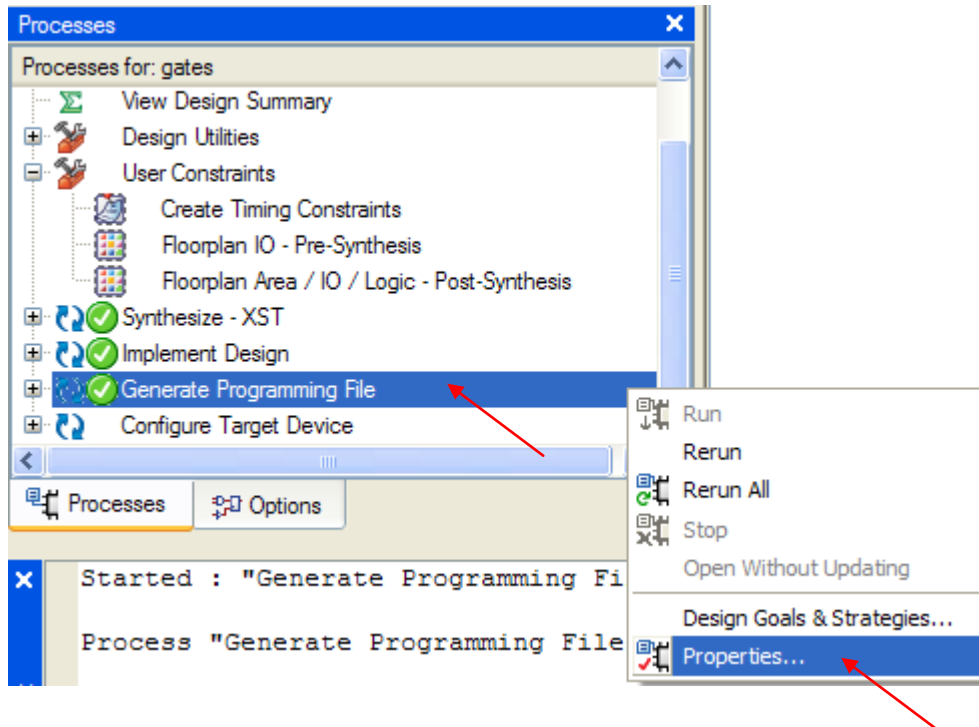 Processes
Processes for: gates
View Design Summary
Design Utilities
User Constraints
Create Timing Constraints
Floorplan IO - Pre-Synthesis
Floorplan Area / IO / Logic - Post-Synthesis
Synthesize - XST
Implement Design
Generate Programming File
Configure Target Device
Run
Rerun
Rerun All
Stop
Open Without Updating
Design Goals & Strategies...
Properties...
Processes
Options
Started : "Generate Programming Fi
Process "Generate Programming File